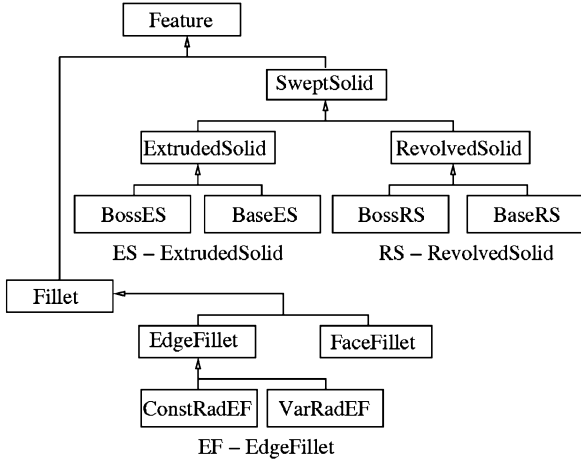 Feature
SweptSolid
ExtrudedSolid
RevolvedSolid
BossES
BaseES
BossRS
BaseRS
ES – ExtrudedSolid
RS – RevolvedSolid
Fillet
EdgeFillet
FaceFillet
ConstRadEF
VarRadEF
EF – EdgeFillet